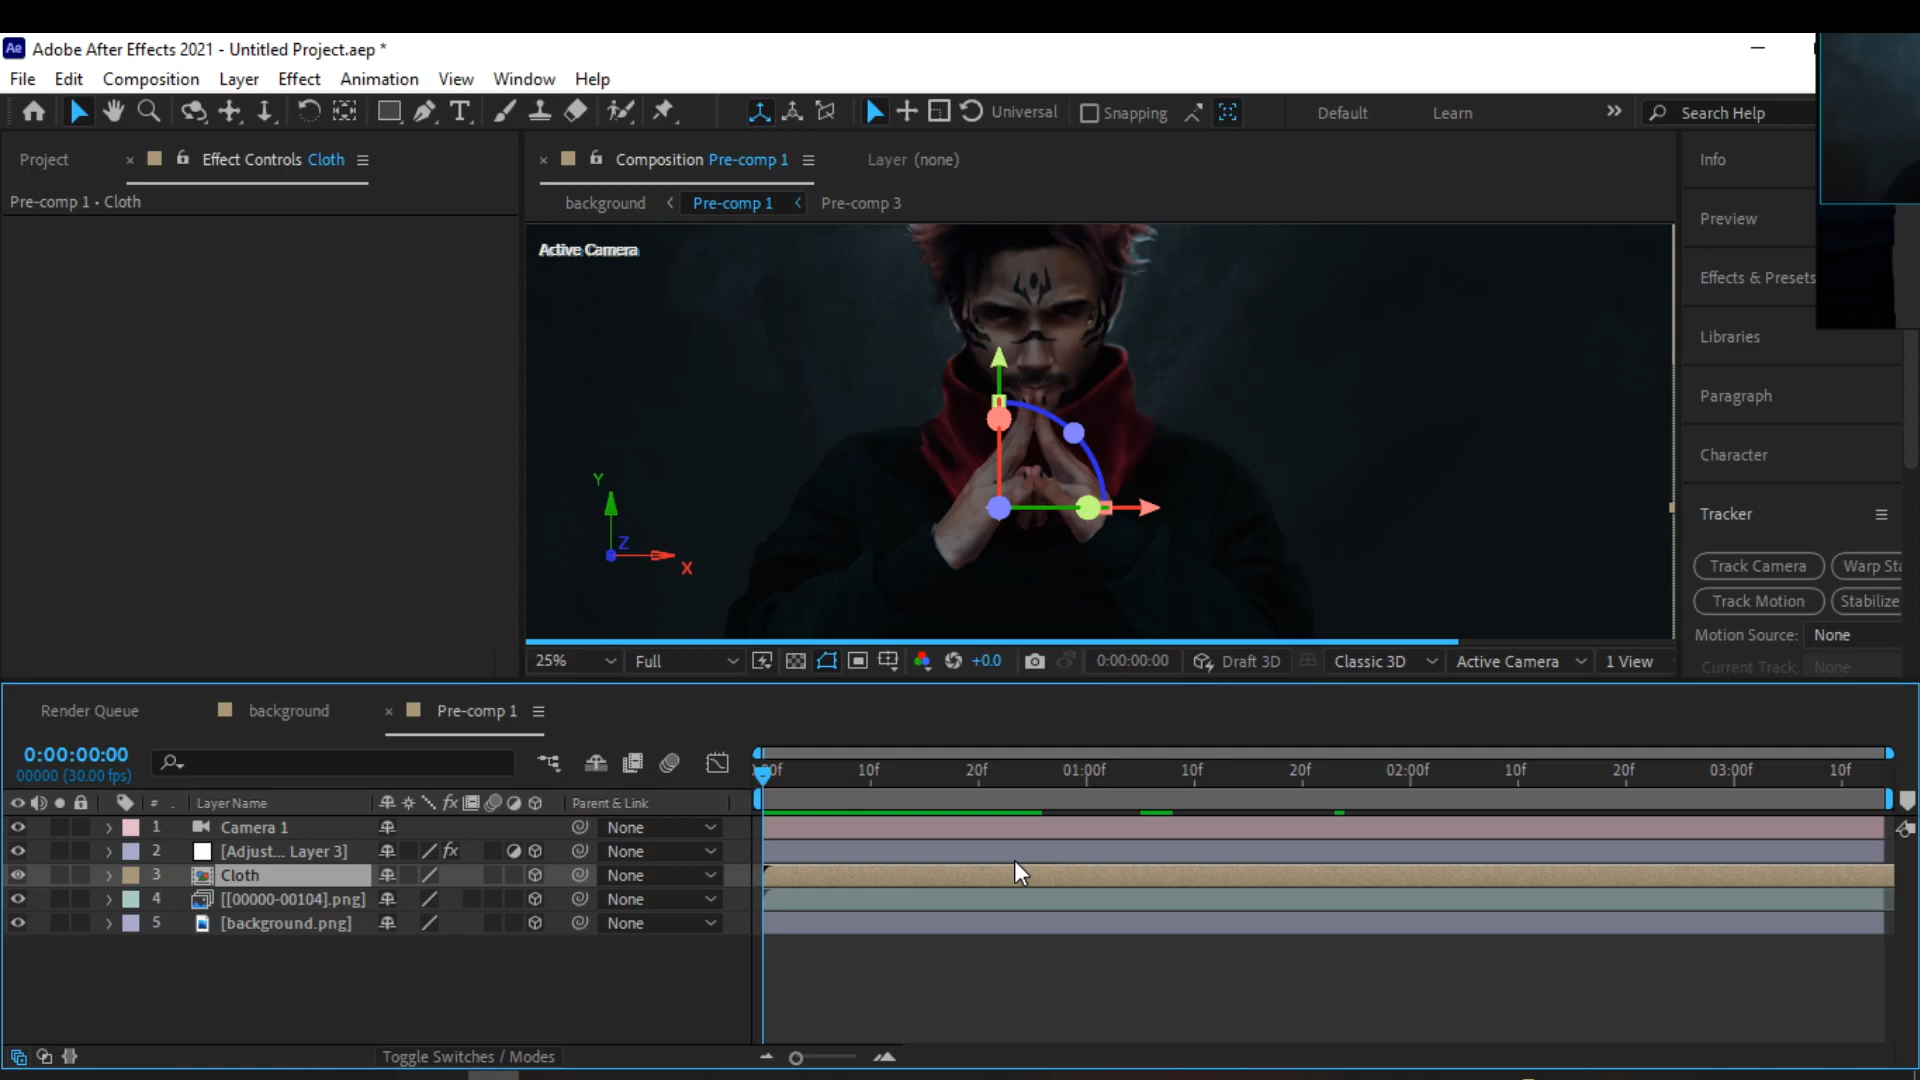 Ae Adobe After Effects 2021 - Untitled Project.aep *
File Edit Composition Layer Effect Animation View Window Help
Universal Snapping Default Learn Search Help
Project Effect Controls Cloth Composition Pre-comp 1 Layer (none) Info
Pre-comp 1 • Cloth background Pre-comp 1 Pre-comp 3
Preview
Active Camera
Effects & Presets
Libraries
Paragraph
Character
Y
Z
X
Tracker
Track Camera Warp Sta
Track Motion Stabilize
Motion Source: None
Current Track: None
25% Full +0.0 0:00:00:00 Draft 3D Classic 3D Active Camera 1 View
Render Queue background Pre-comp 1
0:00:00:00
00000 (30.00 fps)
10f 20f 01:00f 10f 20f 02:00f 10f 20f 03:00f 10f
# Layer Name fx Parent & Link
1 Camera 1 None
2 [Adjust... Layer 3] fx None
3 Cloth None
4 [[00000-00104].png] None
5 [background.png] None
Toggle Switches / Modes